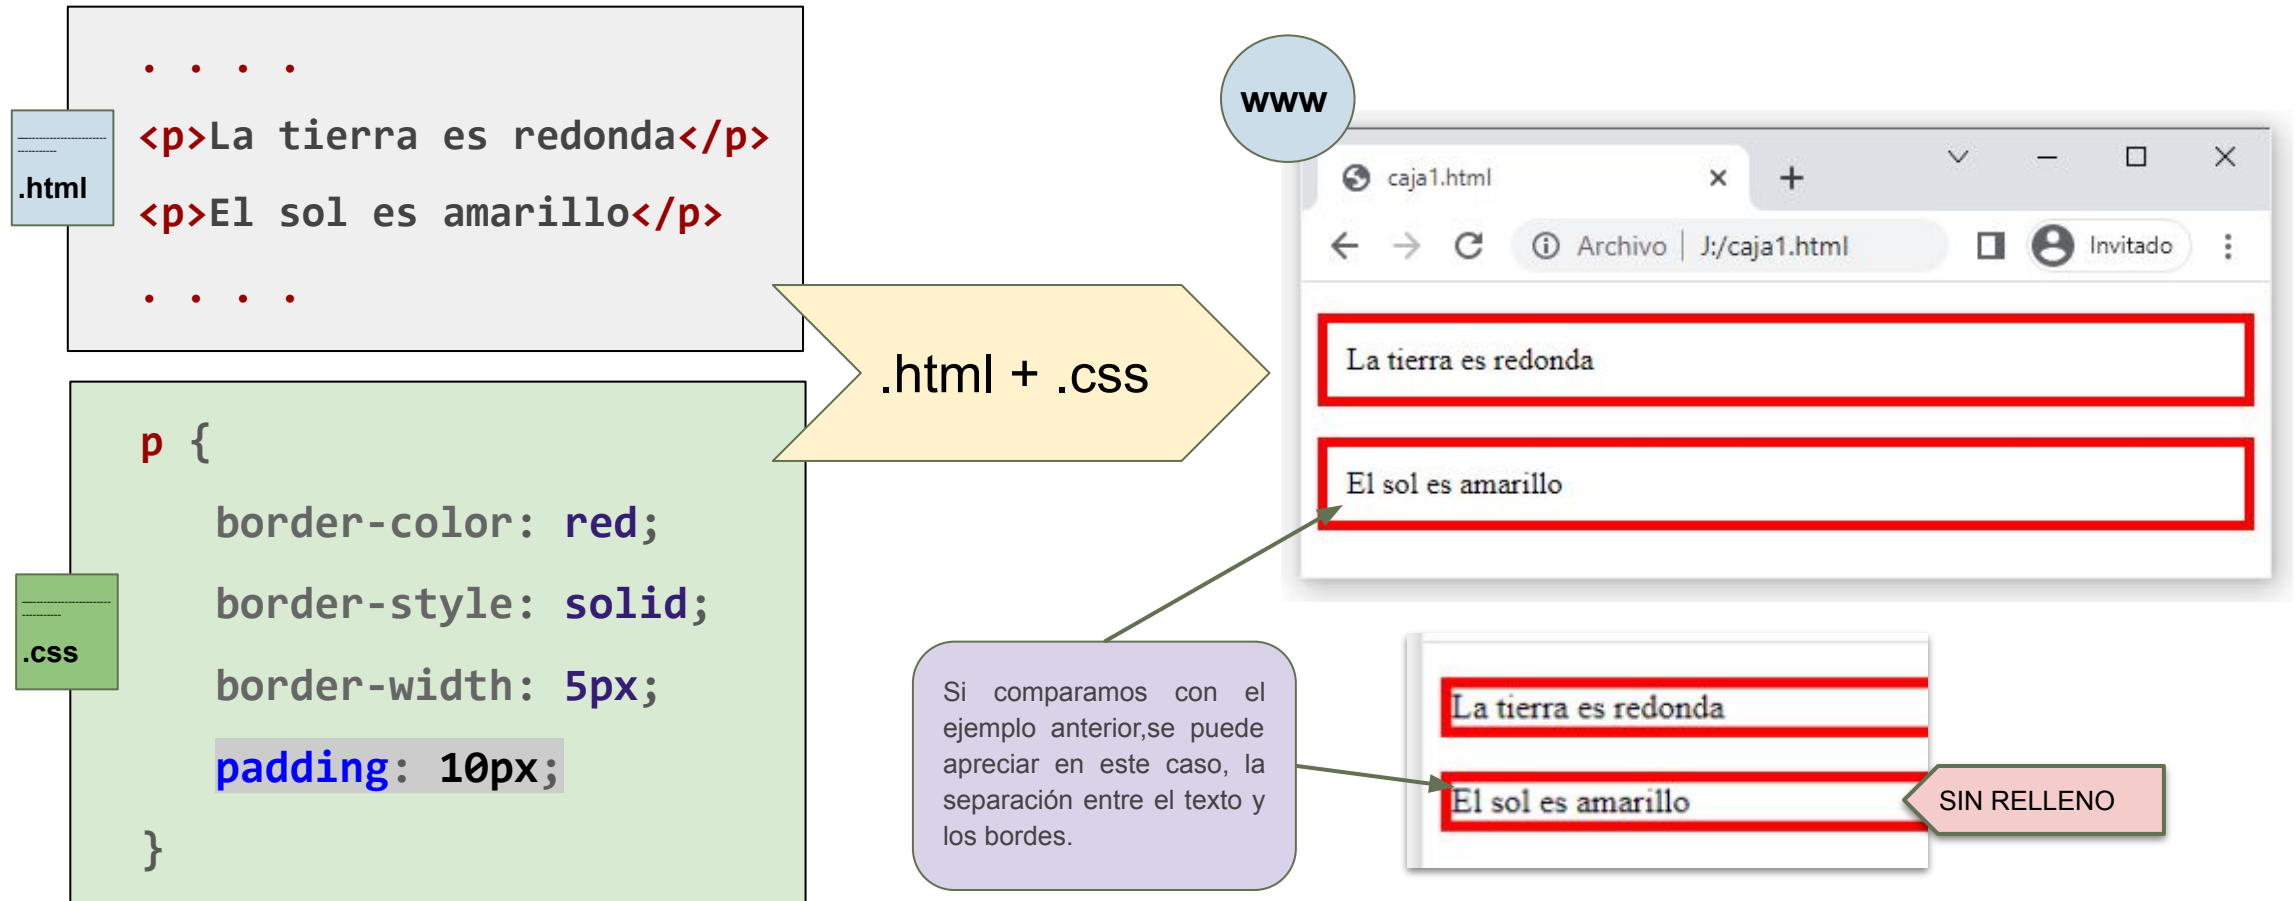 . . . .
<p>La tierra es redonda</p>
<p>El sol es amarillo</p>
. . . .
.html
p {
border-color: red;
border-style: solid;
border-width: 5px;
padding: 10px;
}
.css
.html + .css
www
caja1.html
Archivo | J:/caja1.html
Invitado
La tierra es redonda
El sol es amarillo
Si comparamos con el
ejemplo anterior,se puede
apreciar en este caso, la
separación entre el texto y
los bordes.
La tierra es redonda
El sol es amarillo
SIN RELLENO